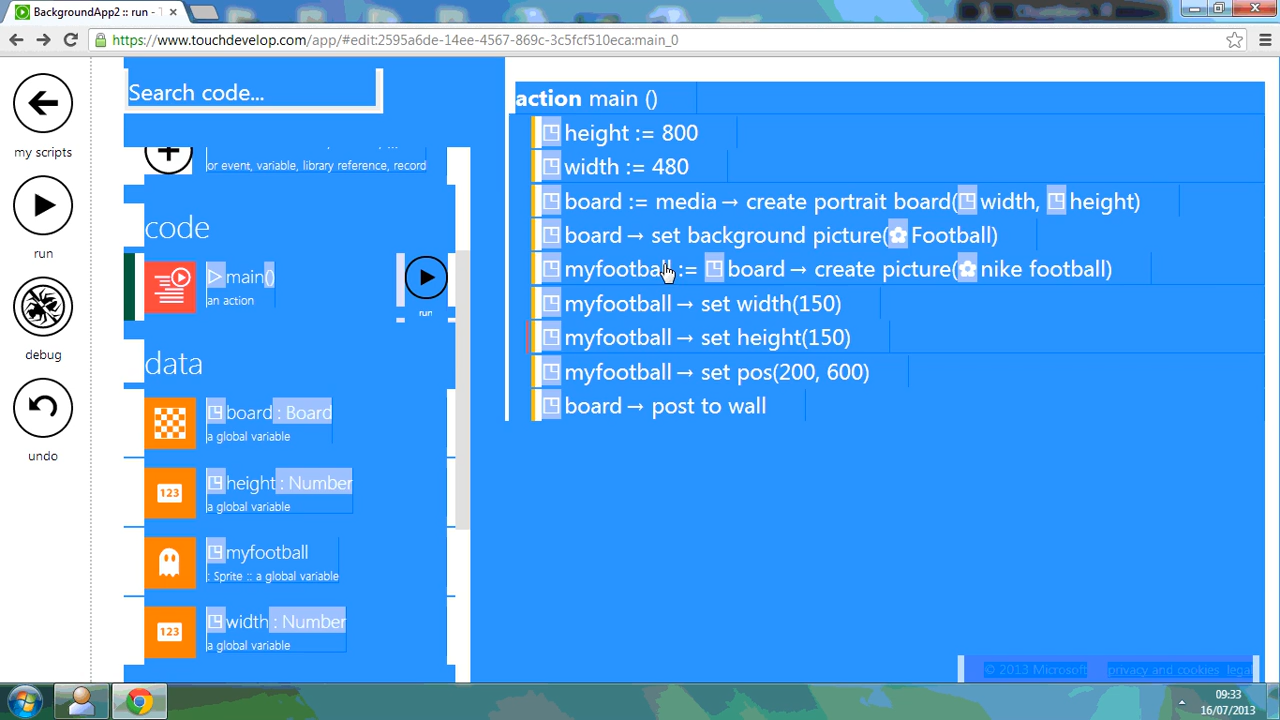 BackgroundApp2 :: run - T
https://www.touchdevelop.com/app/#edit:2595a6de-14ee-4567-869c-3c5fcf510eca:main_0
my scripts
run
debug
undo
Search code...
or event, variable, library reference, record
code
main()
an action
run
data
board : Board
a global variable
height : Number
a global variable
myfootball
: Sprite :: a global variable
width : Number
a global variable
action main ()
height := 800
width := 480
board := media → create portrait board(width, height)
board → set background picture(Football)
myfootball := board → create picture(nike football)
myfootball → set width(150)
myfootball → set height(150)
myfootball → set pos(200, 600)
board → post to wall
© 2013 Microsoft privacy and cookies legal
09:33
16/07/2013